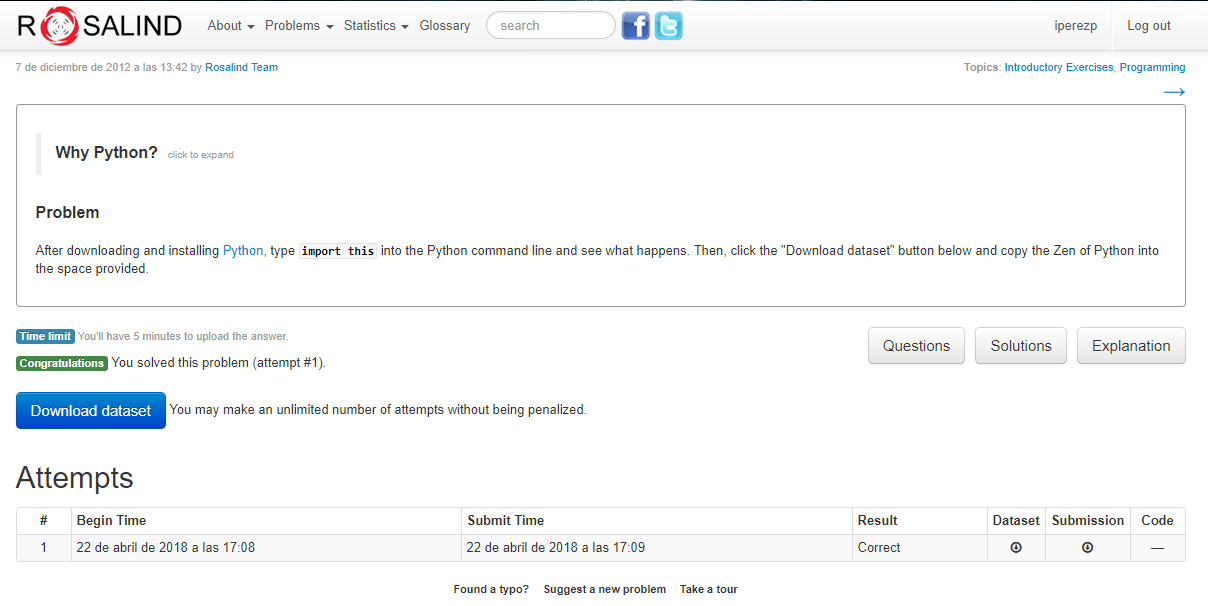 ROSALIND About Problems Statistics Glossary search iperezp Log out
7 de diciembre de 2012 a las 13:42 by Rosalind Team Topics: Introductory Exercises, Programming
→
Why Python? click to expand
Problem
After downloading and installing Python, type import this into the Python command line and see what happens. Then, click the "Download dataset" button below and copy the Zen of Python into
the space provided.
Time limit You'll have 5 minutes to upload the answer.
Congratulations You solved this problem (attempt #1).
Questions Solutions Explanation
Download dataset You may make an unlimited number of attempts without being penalized.
Attempts
# Begin Time Submit Time Result Dataset Submission Code
1 22 de abril de 2018 a las 17:08 22 de abril de 2018 a las 17:09 Correct —
Found a typo? Suggest a new problem Take a tour